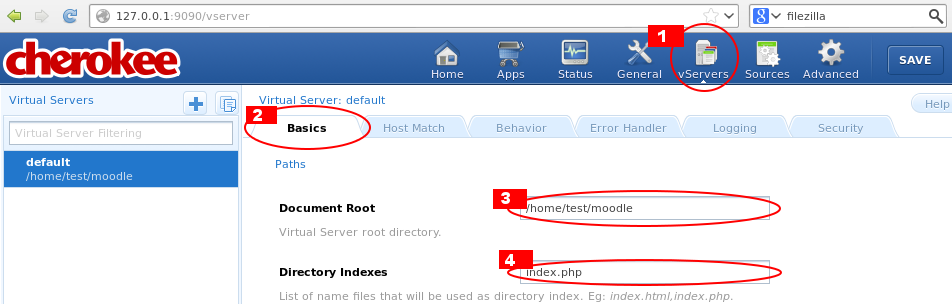 127.0.0.1:9090/vserver
filezilla
cherokee
1
Home Apps Status General vServers Sources Advanced
SAVE
Virtual Servers
Virtual Server Filtering
default
/home/test/moodle
Virtual Server: default
Help
2
Basics Host Match Behavior Error Handler Logging Security
Paths
3
Document Root /home/test/moodle
Virtual Server root directory.
4
Directory Indexes index.php
List of name files that will be used as directory index. Eg: index.html,index.php.